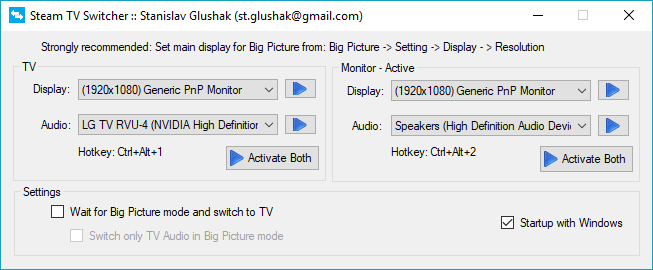 Steam TV Switcher :: Stanislav Glushak (st.glushak@gmail.com)
Strongly recommended: Set main display for Big Picture from: Big Picture -> Setting -> Display - > Resolution
TV
Display: (1920x1080) Generic PnP Monitor
Audio: LG TV RVU-4 (NVIDIA High Definition
Hotkey: Ctrl+Alt+1
Activate Both
Monitor - Active
Display: (1920x1080) Generic PnP Monitor
Audio: Speakers (High Definition Audio Devi
Hotkey: Ctrl+Alt+2
Activate Both
Settings
Wait for Big Picture mode and switch to TV
Switch only TV Audio in Big Picture mode
Startup with Windows